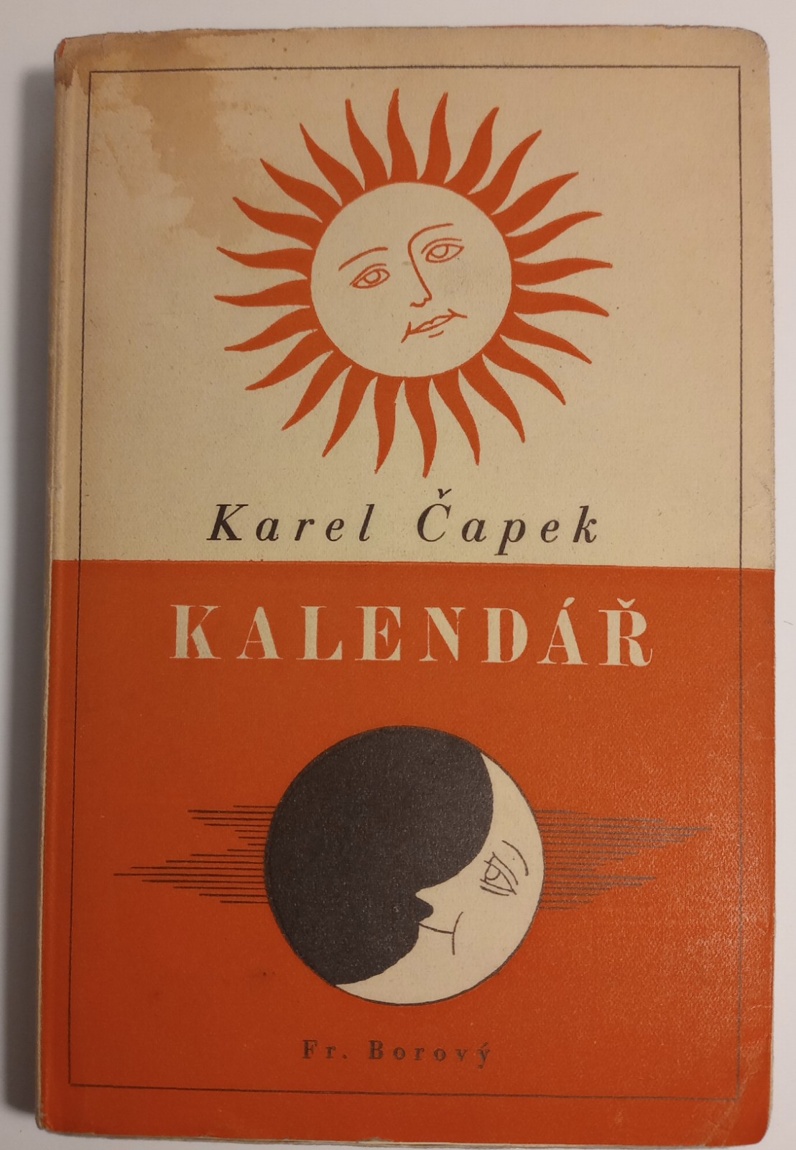 Karel Čapek
KALENDÁŘ
Fr. Borový